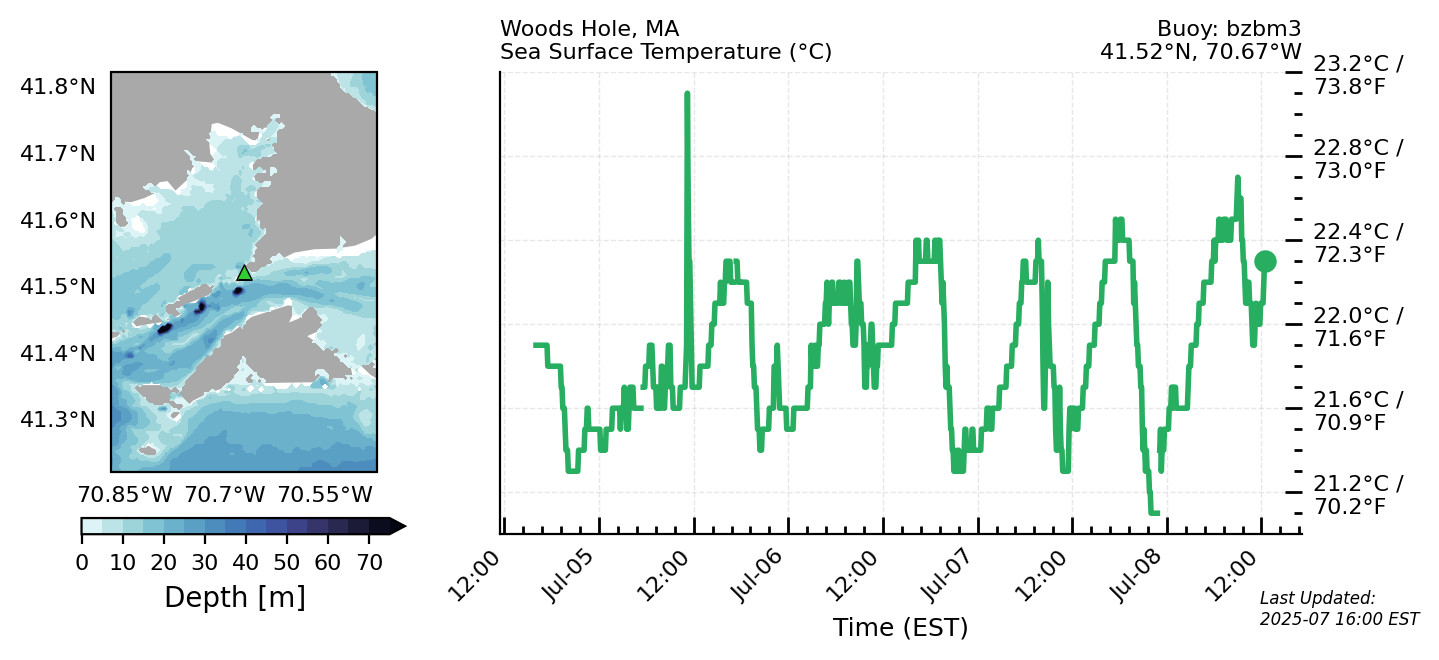 Woods Hole, MA
Sea Surface Temperature (°C)
Buoy: bzbm3
41.52°N, 70.67°W
41.8°N
41.7°N
41.6°N
41.5°N
41.4°N
41.3°N
70.85°W 70.7°W 70.55°W
0 10 20 30 40 50 60 70
Depth [m]
23.2°C /
73.8°F
22.8°C /
73.0°F
22.4°C /
72.3°F
22.0°C /
71.6°F
21.6°C /
70.9°F
21.2°C /
70.2°F
12:00
Jul-05
12:00
Jul-06
12:00
Jul-07
12:00
Jul-08
12:00
Time (EST)
Last Updated:
2025-07 16:00 EST